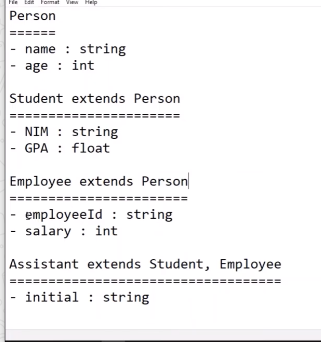 File Edit Format View Help
Person
======
- name : string
- age : int
Student extends Person
======================
- NIM : string
- GPA : float
Employee extends Person
=======================
- employeeId : string
- salary : int
Assistant extends Student, Employee
===================================
- initial : string